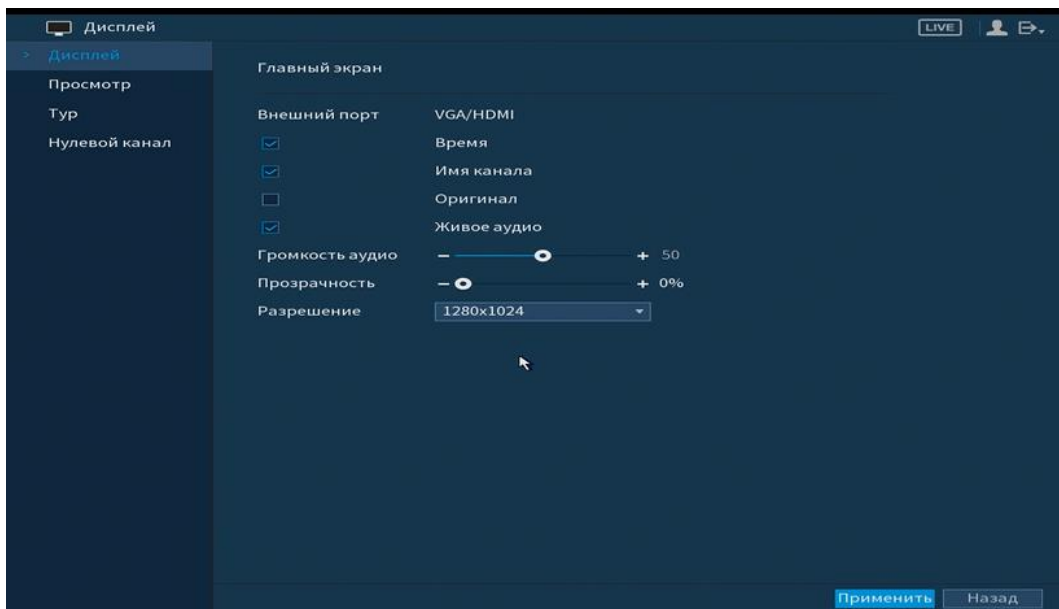 Дисплей
LIVE
> Дисплей
Просмотр
Тур
Нулевой канал
Главный экран
Внешний порт VGA/HDMI
Время
Имя канала
Оригинал
Живое аудио
Громкость аудио − + 50
Прозрачность − + 0%
Разрешение 1280x1024
Применить Назад